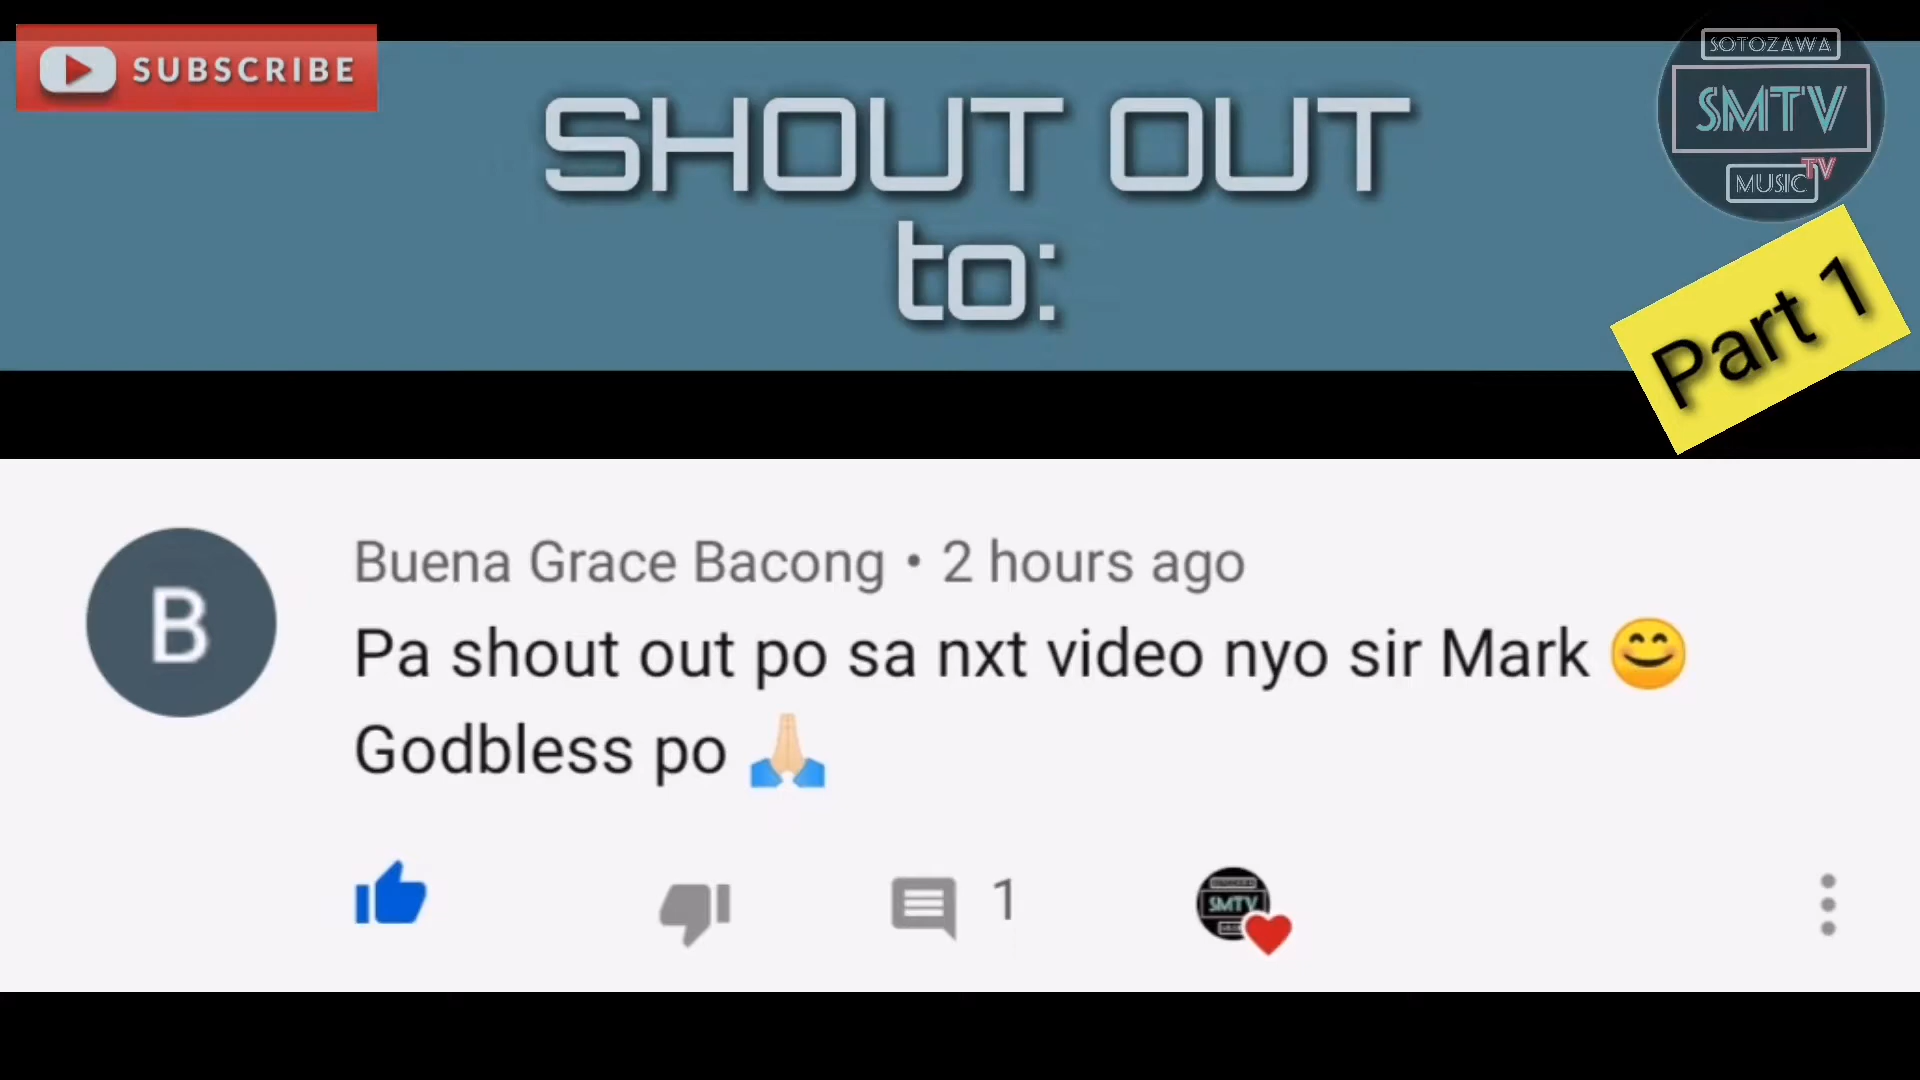 SUBSCRIBE
SHOUT OUT
to:
SOTOZAWA
SMTV
MUSIC TV
Part 1
B
Buena Grace Bacong • 2 hours ago
Pa shout out po sa nxt video nyo sir Mark 😊
Godbless po 🙏🏻
1
SMTV